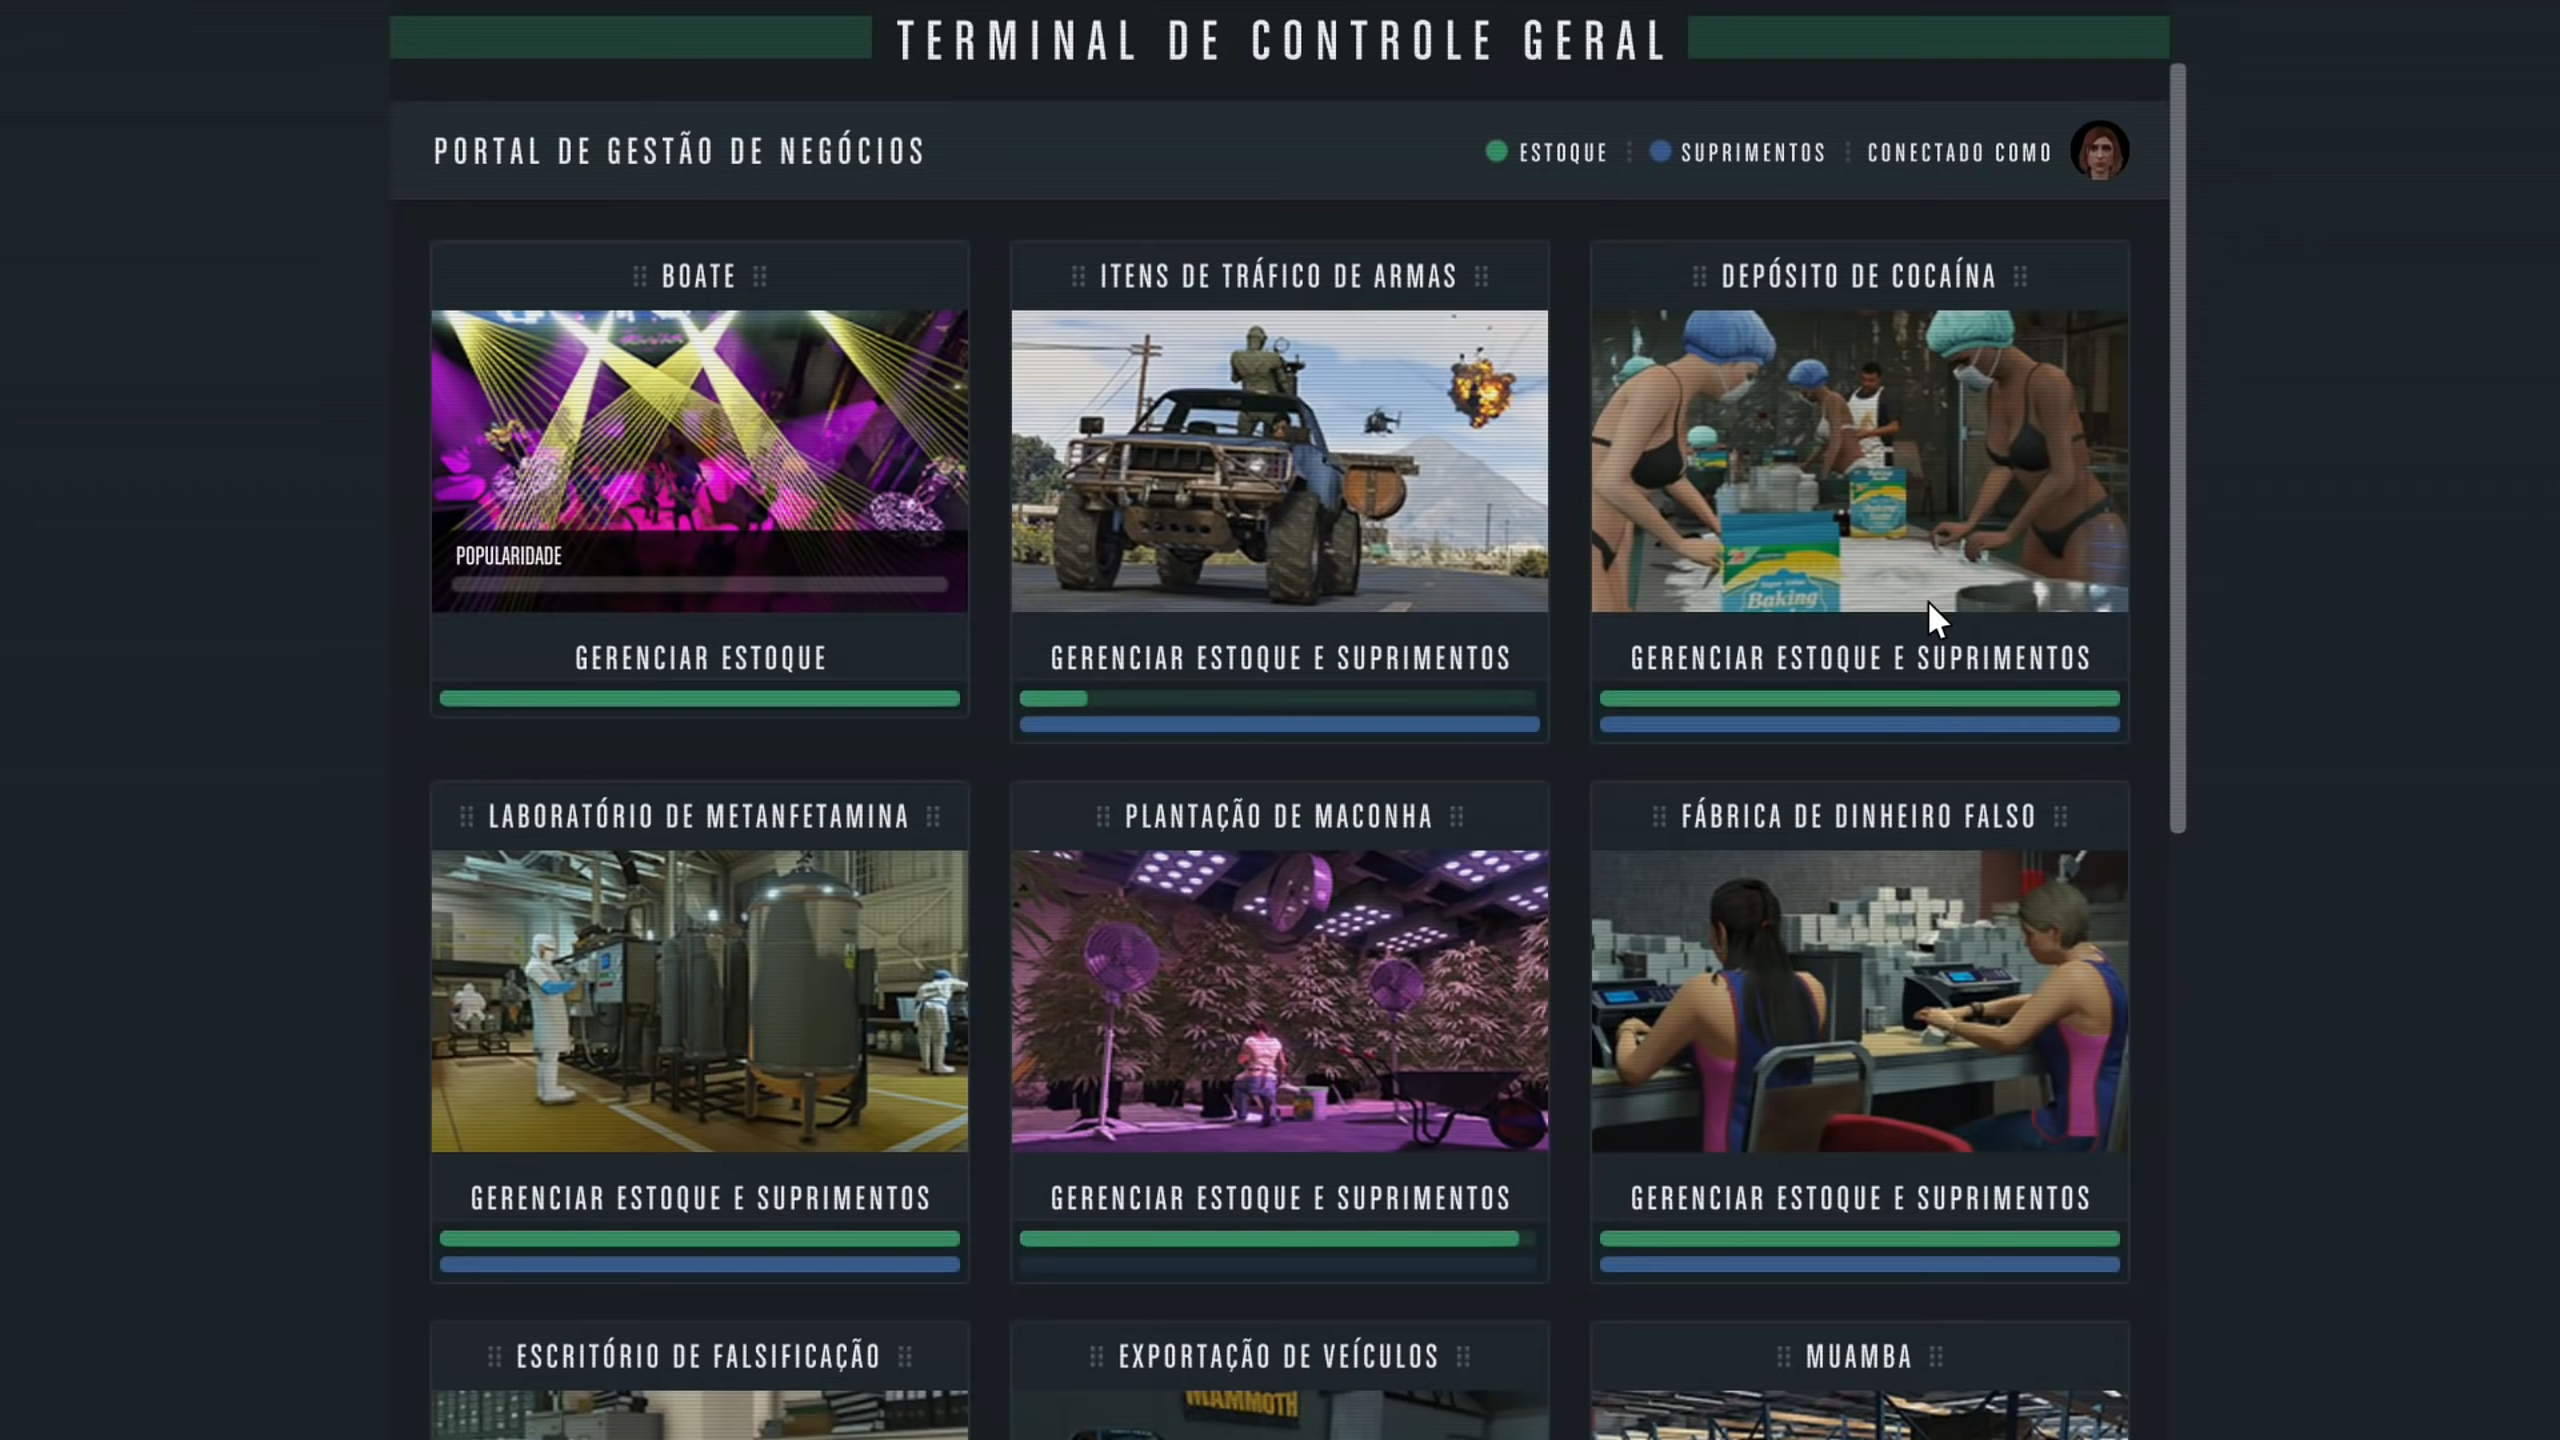 TERMINAL DE CONTROLE GERAL
PORTAL DE GESTÃO DE NEGÓCIOS
ESTOQUE
SUPRIMENTOS
CONECTADO COMO
BOATE
ITENS DE TRÁFICO DE ARMAS
DEPÓSITO DE COCAÍNA
POPULARIDADE
Baking
GERENCIAR ESTOQUE
GERENCIAR ESTOQUE E SUPRIMENTOS
GERENCIAR ESTOQUE E SUPRIMENTOS
LABORATÓRIO DE METANFETAMINA
PLANTAÇÃO DE MACONHA
FÁBRICA DE DINHEIRO FALSO
GERENCIAR ESTOQUE E SUPRIMENTOS
GERENCIAR ESTOQUE E SUPRIMENTOS
GERENCIAR ESTOQUE E SUPRIMENTOS
ESCRITÓRIO DE FALSIFICAÇÃO
EXPORTAÇÃO DE VEÍCULOS
MUAMBA
MAMMOTH